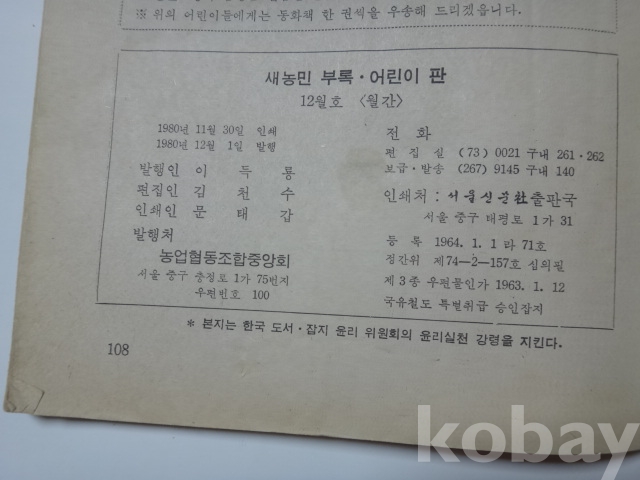 ※ 위의 어린이들에게는 동화책 한 권씩을 우송해 드리겠읍니다.
새농민 부록·어린이 판
12월호 〈월간〉
1980년 11월 30일 인쇄
1980년 12월 1일 발행
발행인 이 득 룡
편집인 김 천 수
인쇄인 문 태 갑
발행처
농업협동조합중앙회
서울 중구 충정로 1가 75번지
우편번호 100
전 화
편 집 실 (73) 0021 구내 261·262
보급·발송 (267) 9145 구내 140
인쇄처 : 서울신문社出판국
서울 중구 태평로 1가 31
등 록 1964. 1. 1 라 71호
정간위 제74-2-157호 심의필
제 3 종 우편물인가 1963. 1. 12
국유철도 특별취급 승인잡지
* 본지는 한국 도서·잡지 윤리 위원회의 윤리실천 강령을 지킨다.
108
kobay